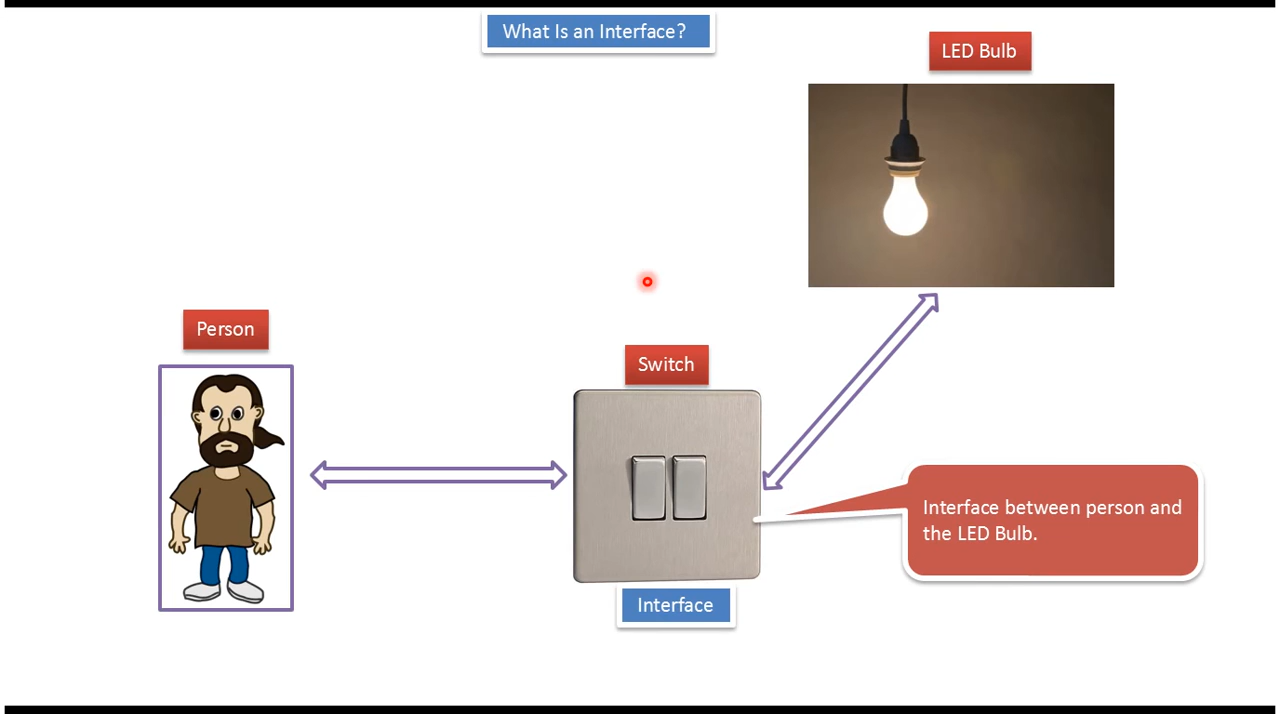 What Is an Interface?
LED Bulb
Person
Switch
Interface between person and
the LED Bulb.
Interface